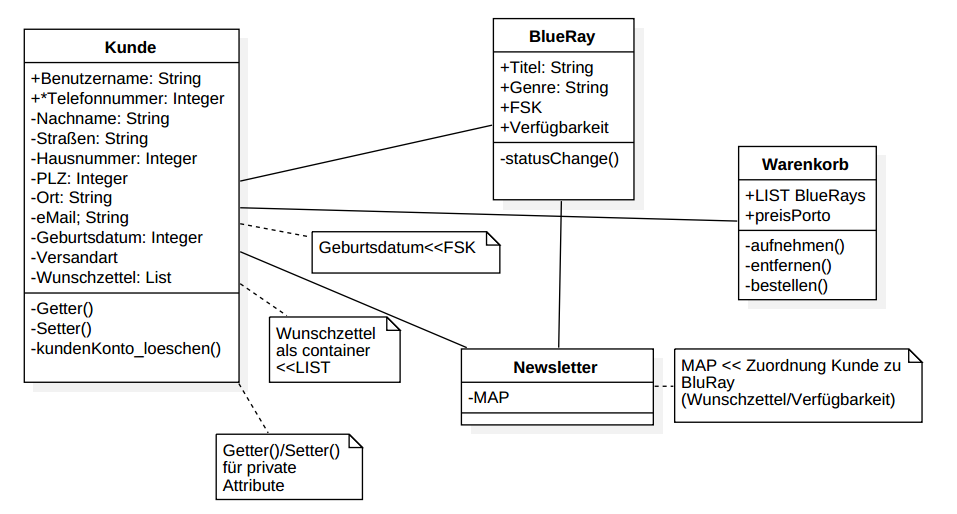 Kunde
+Benutzername: String
+*Telefonnummer: Integer
-Nachname: String
-Straßen: String
-Hausnummer: Integer
-PLZ: Integer
-Ort: String
-eMail; String
-Geburtsdatum: Integer
-Versandart
-Wunschzettel: List
-Getter()
-Setter()
-kundenKonto_loeschen()
BlueRay
+Titel: String
+Genre: String
+FSK
+Verfügbarkeit
-statusChange()
Warenkorb
+LIST BlueRays
+preisPorto
-aufnehmen()
-entfernen()
-bestellen()
Geburtsdatum<<FSK
Wunschzettel
als container
<<LIST
Newsletter
-MAP
MAP << Zuordnung Kunde zu
BluRay
(Wunschzettel/Verfügbarkeit)
Getter()/Setter()
für private
Attribute